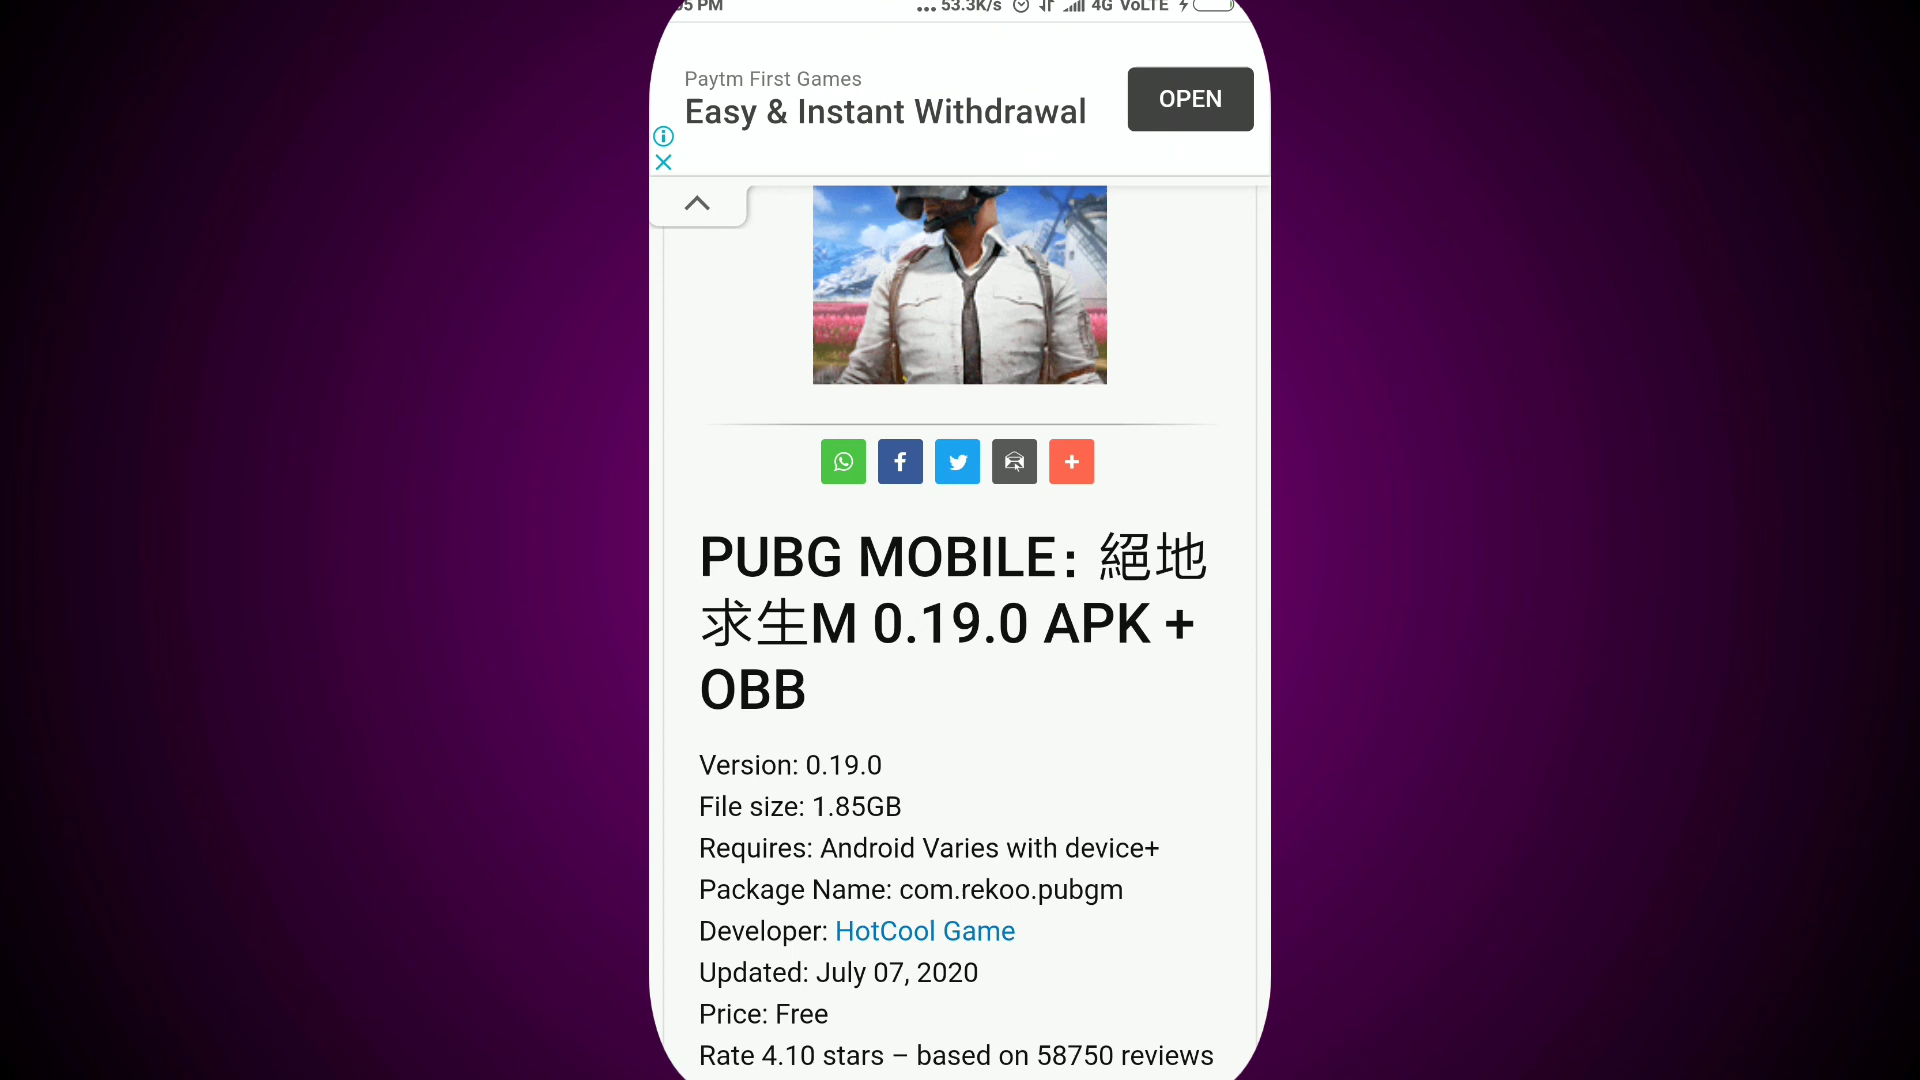 5 PM ... 53.3K/s 4G VoLTE
Paytm First Games
Easy & Instant Withdrawal
OPEN
PUBG MOBILE：絕地
求生M 0.19.0 APK +
OBB
Version: 0.19.0
File size: 1.85GB
Requires: Android Varies with device+
Package Name: com.rekoo.pubgm
Developer: HotCool Game
Updated: July 07, 2020
Price: Free
Rate 4.10 stars – based on 58750 reviews